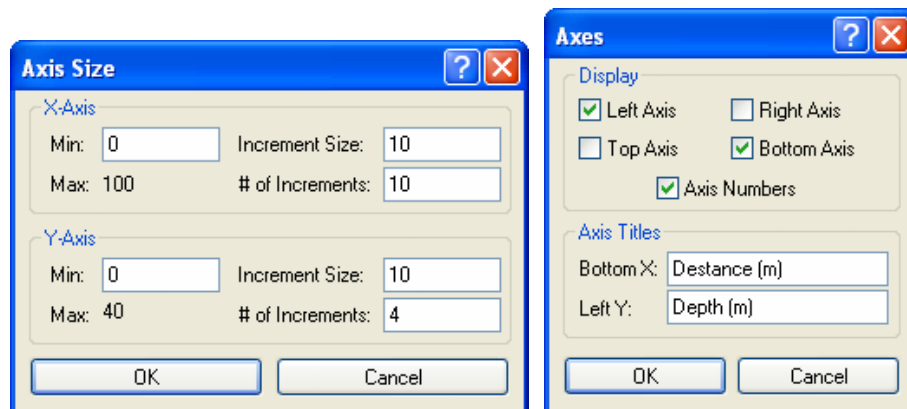 Axis Size
X-Axis
Min: 0 Increment Size: 10
Max: 100 # of Increments: 10
Y-Axis
Min: 0 Increment Size: 10
Max: 40 # of Increments: 4
OK Cancel
Axes
Display
Left Axis Right Axis
Top Axis Bottom Axis
Axis Numbers
Axis Titles
Bottom X: Destance (m)
Left Y: Depth (m)
OK Cancel